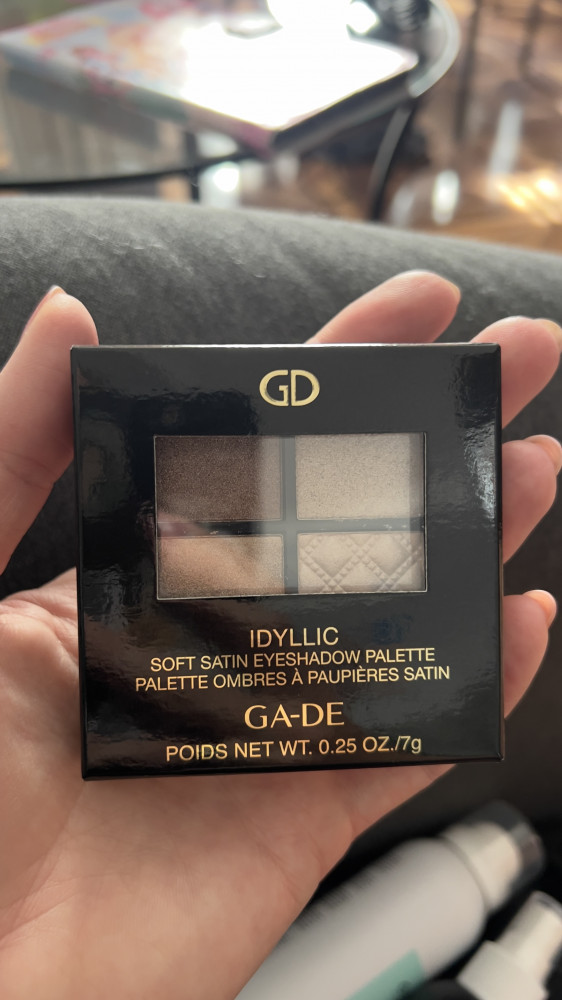 GD
IDYLLIC
SOFT SATIN EYESHADOW PALETTE
PALETTE OMBRES À PAUPIÈRES SATIN
GA-DE
POIDS NET WT. 0.25 OZ./7g